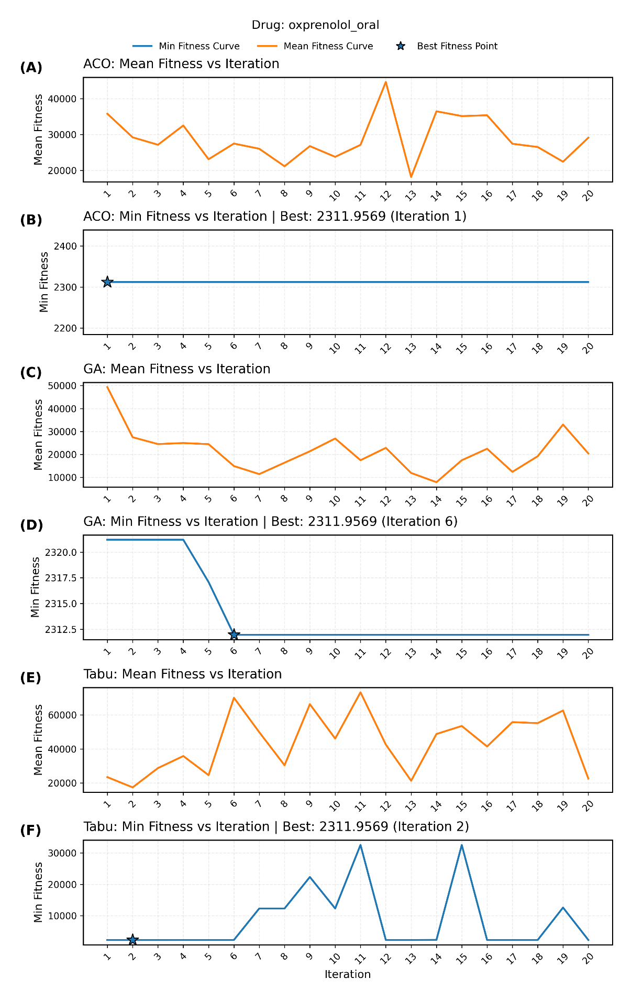 Drug: oxprenolol_oral
Min Fitness Curve Mean Fitness Curve Best Fitness Point
(A) ACO: Mean Fitness vs Iteration
Mean Fitness
40000
30000
20000
1 2 3 4 5 6 7 8 9 10 11 12 13 14 15 16 17 18 19 20
(B) ACO: Min Fitness vs Iteration | Best: 2311.9569 (Iteration 1)
Min Fitness
2400
2300
2200
1 2 3 4 5 6 7 8 9 10 11 12 13 14 15 16 17 18 19 20
(C) GA: Mean Fitness vs Iteration
Mean Fitness
50000
40000
30000
20000
10000
1 2 3 4 5 6 7 8 9 10 11 12 13 14 15 16 17 18 19 20
(D) GA: Min Fitness vs Iteration | Best: 2311.9569 (Iteration 6)
Min Fitness
2320.0
2317.5
2315.0
2312.5
1 2 3 4 5 6 7 8 9 10 11 12 13 14 15 16 17 18 19 20
(E) Tabu: Mean Fitness vs Iteration
Mean Fitness
60000
40000
20000
1 2 3 4 5 6 7 8 9 10 11 12 13 14 15 16 17 18 19 20
(F) Tabu: Min Fitness vs Iteration | Best: 2311.9569 (Iteration 2)
Min Fitness
30000
20000
10000
1 2 3 4 5 6 7 8 9 10 11 12 13 14 15 16 17 18 19 20
Iteration